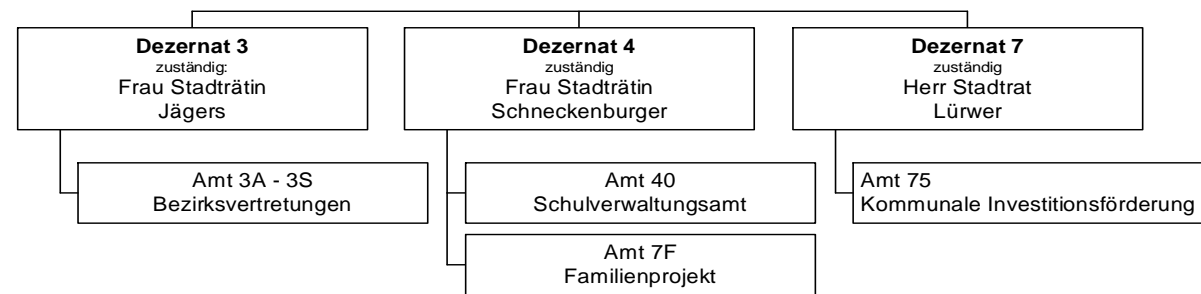 Dezernat 3
zuständig:
Frau Stadträtin
Jägers
Dezernat 4
zuständig
Frau Stadträtin
Schneckenburger
Dezernat 7
zuständig
Herr Stadtrat
Lürwer
Amt 3A - 3S
Bezirksvertretungen
Amt 40
Schulverwaltungsamt
Amt 75
Kommunale Investitionsförderung
Amt 7F
Familienprojekt